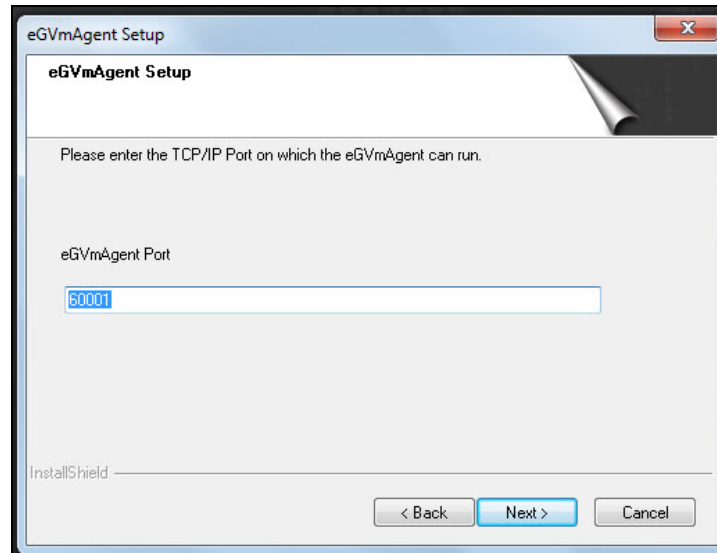 eGVmAgent Setup
eGVmAgent Setup
Please enter the TCP/IP Port on which the eGVmAgent can run.
eGVmAgent Port
60001
InstallShield
< Back Next > Cancel